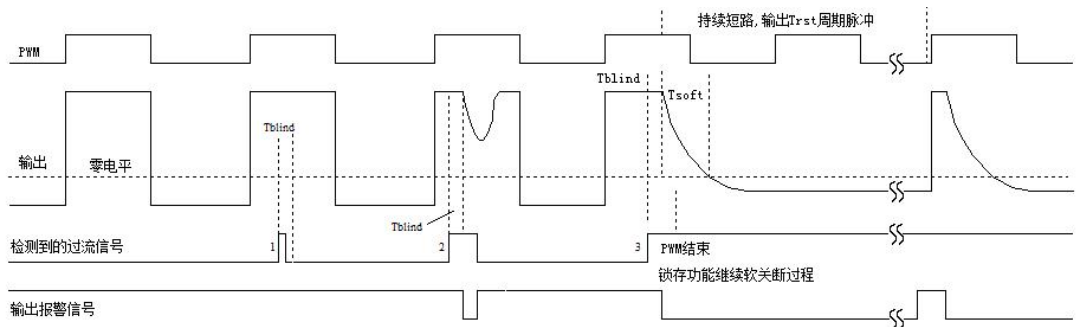 持续短路,输出Trst周期脉冲
PWM
Tblind
Tsoft
Tblind
输出
零电平
Tblind
检测到的过流信号
1
2
3
PWM结束
锁存功能继续软关断过程
输出报警信号